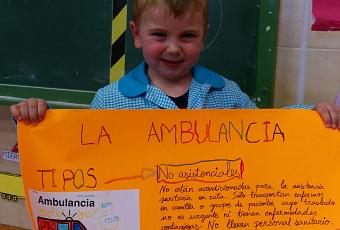 LA AMBULANCIA
TIPOS
No asistenciales
No están acondicionadas para la asistencia
sanitaria en ruta. Sólo transportan enfermos
en camilla o grupos de pacientes cuyo traslado
no es urgente ni tienen enfermedades
contagiosas. No llevan personal sanitario.
Ambulancia